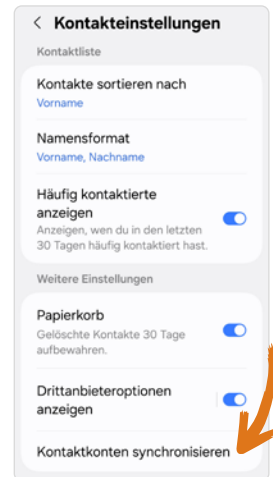 Kontakteinstellungen
Kontaktliste
Kontakte sortieren nach
Vorname
Namensformat
Vorname, Nachname
Häufig kontaktierte
anzeigen
Anzeigen, wen du in den letzten
30 Tagen häufig kontaktiert hast.
Weitere Einstellungen
Papierkorb
Gelöschte Kontakte 30 Tage
aufbewahren.
Drittanbieteroptionen
anzeigen
Kontaktkonten synchronisieren